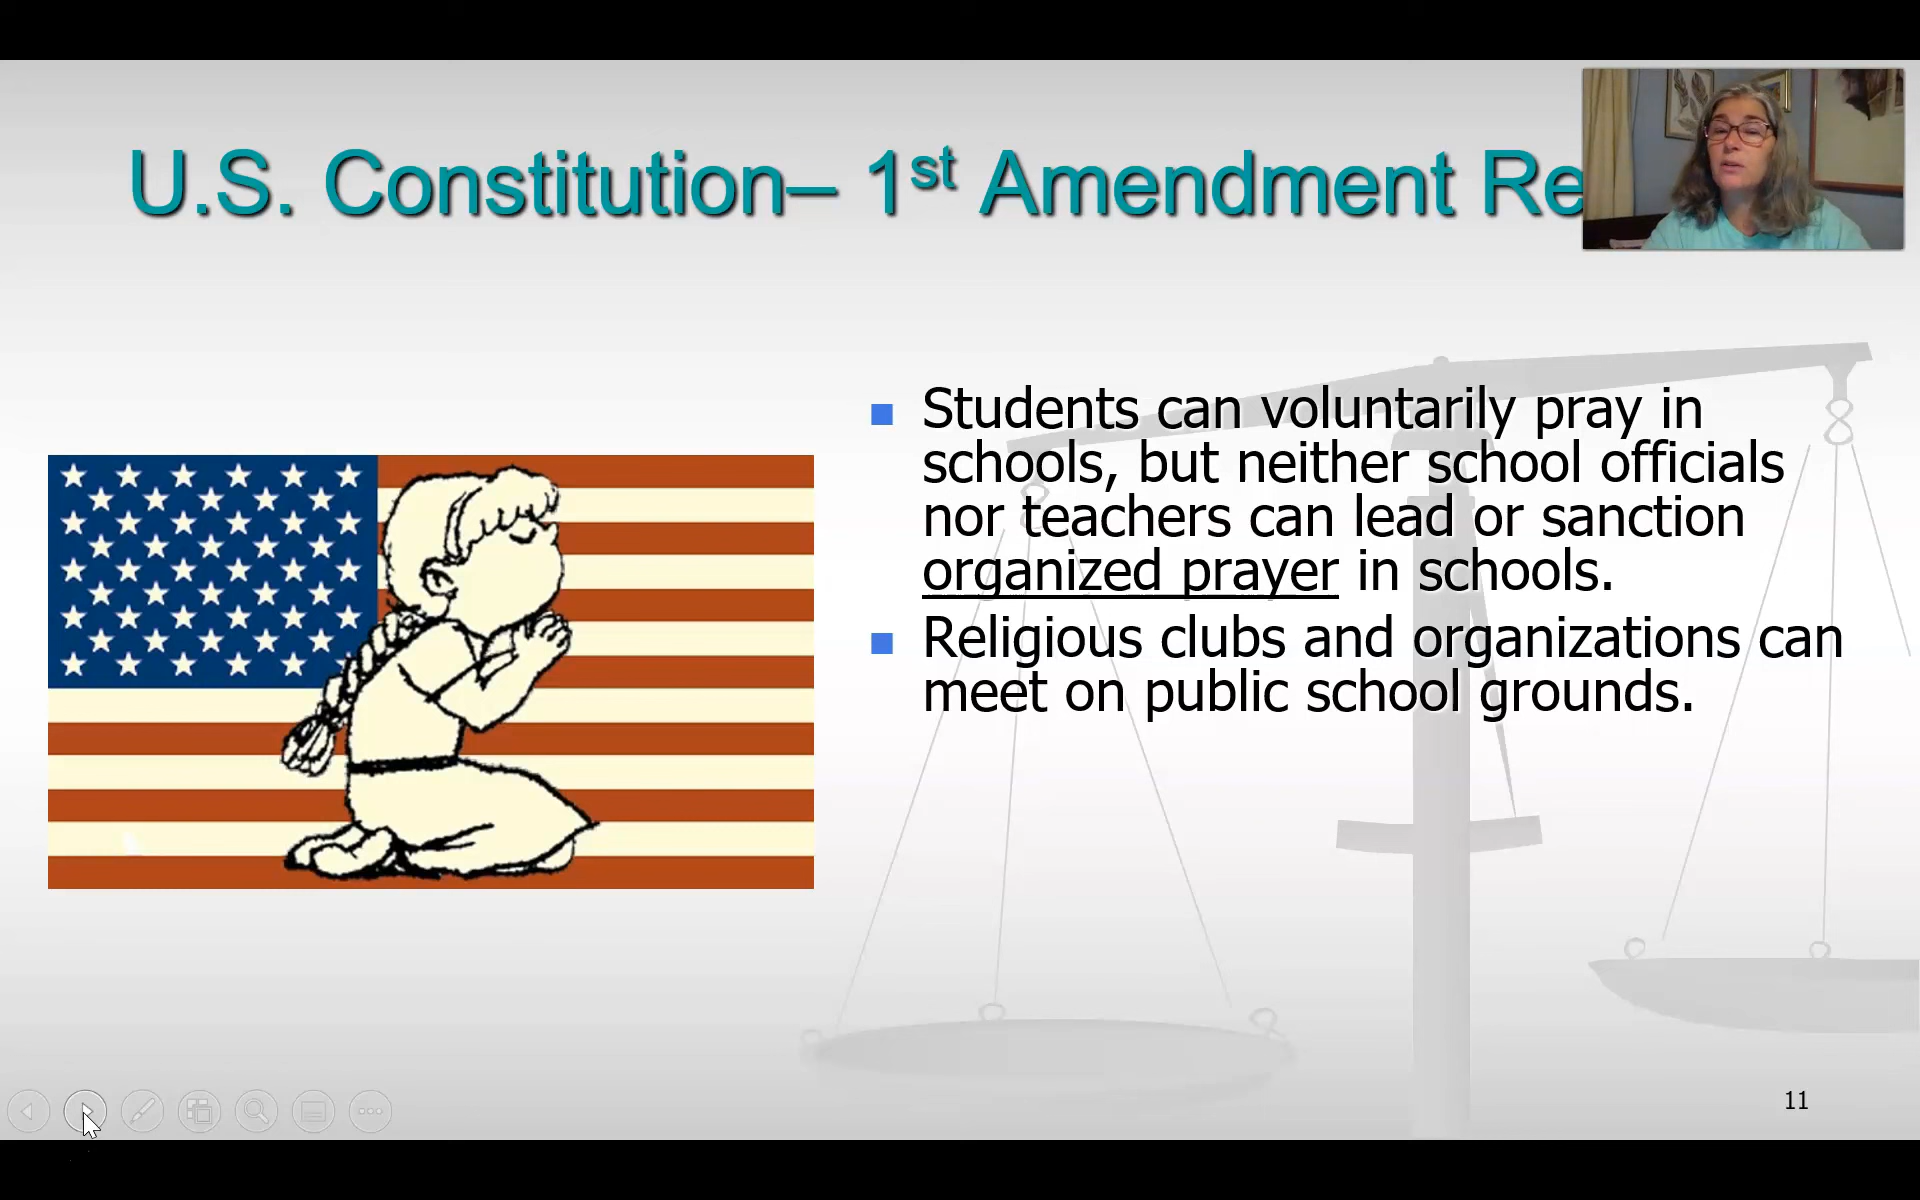 U.S. Constitution– 1st Amendment Re
■ Students can voluntarily pray in
schools, but neither school officials
nor teachers can lead or sanction
organized prayer in schools.
■ Religious clubs and organizations can
meet on public school grounds.
11